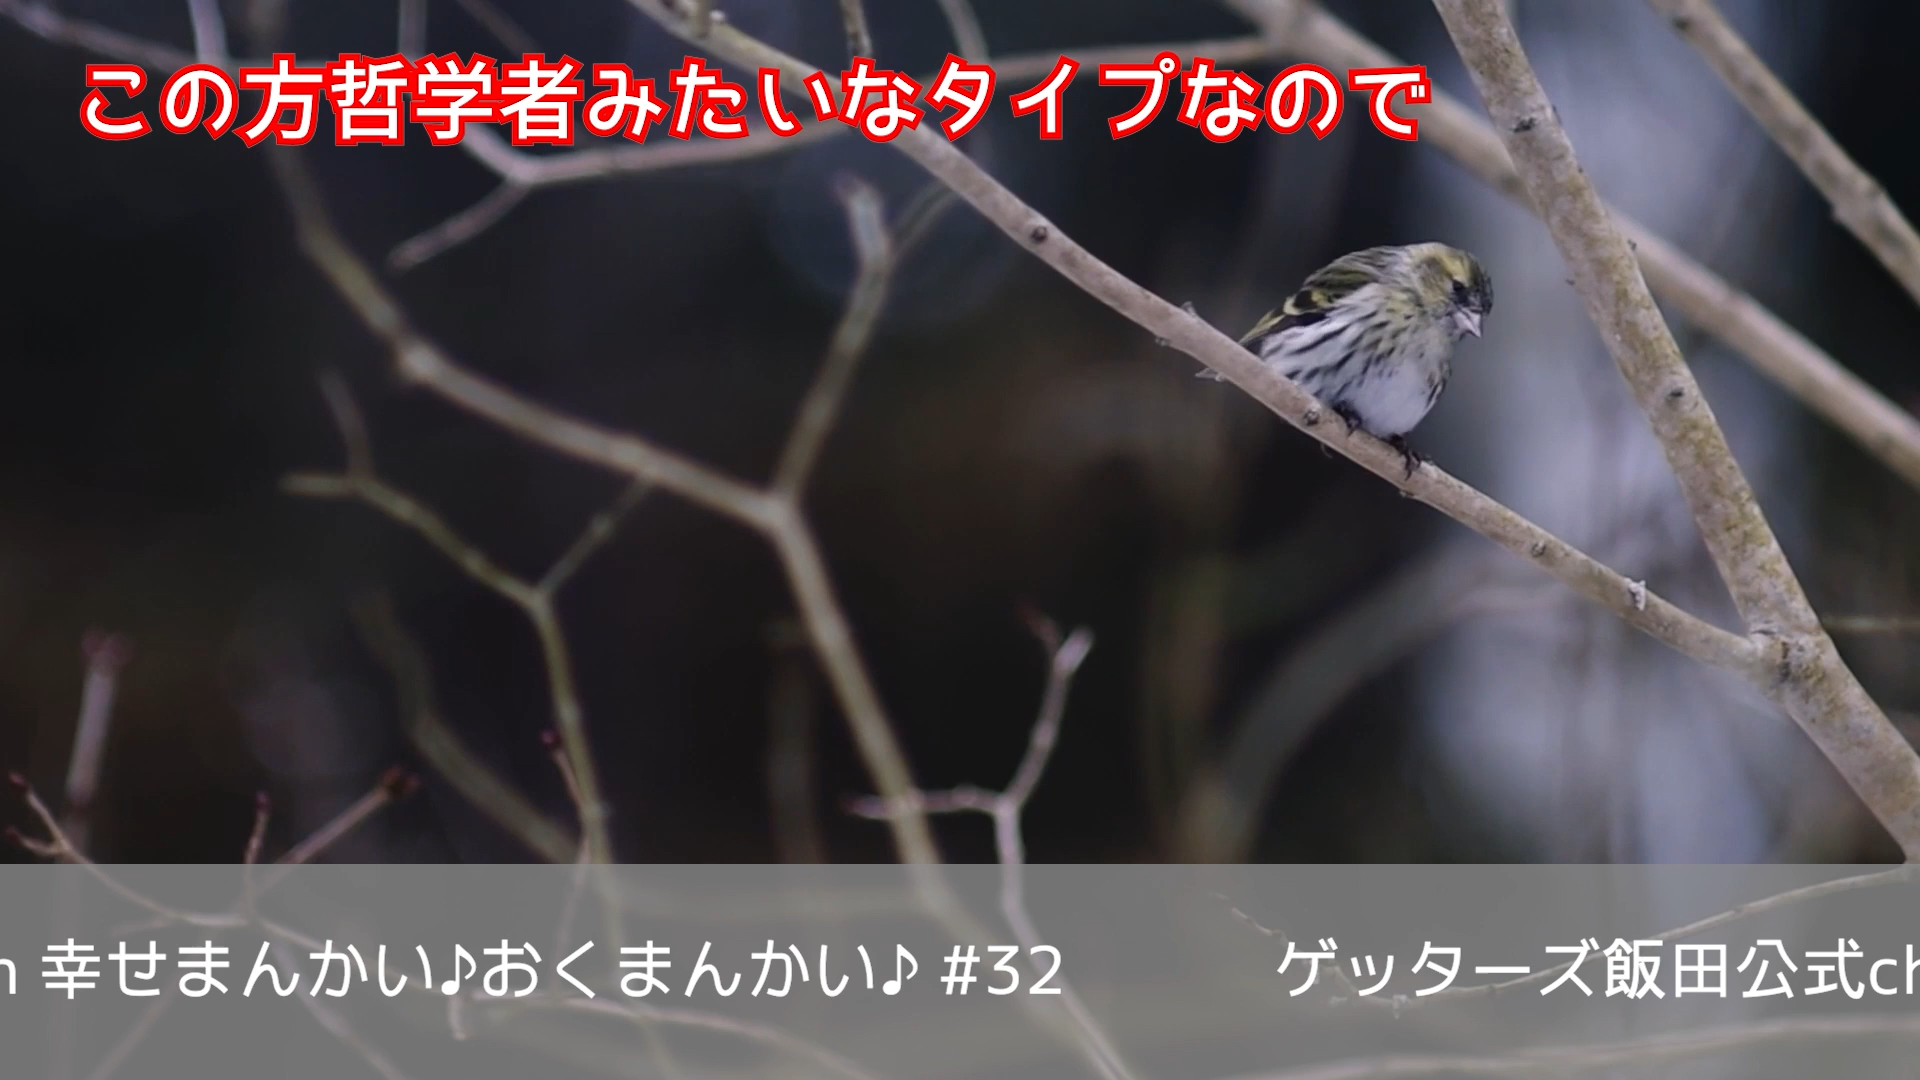 この方哲学者みたいなタイプなので
幸せまんかい♪おくまんかい♪ #32 ゲッターズ飯田公式ch